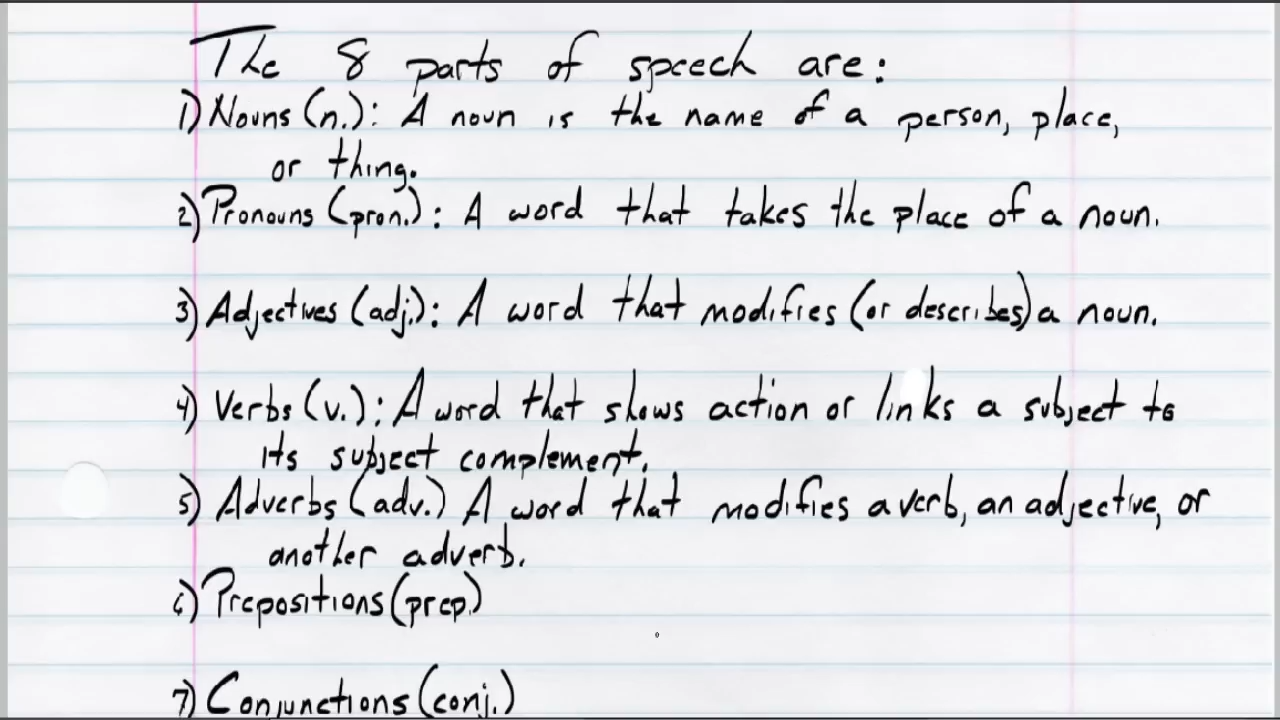 The 8 parts of speech are:
1) Nouns (n.): A noun is the name of a person, place,
or thing.
2) Pronouns (pron.): A word that takes the place of a noun.
3) Adjectives (adj.): A word that modifies (or describes) a noun.
4) Verbs (v.): A word that shows action or links a subject to
its subject complement.
5) Adverbs (adv.) A word that modifies a verb, an adjective, or
another adverb.
6) Prepositions (prep.)
7) Conjunctions (conj.)